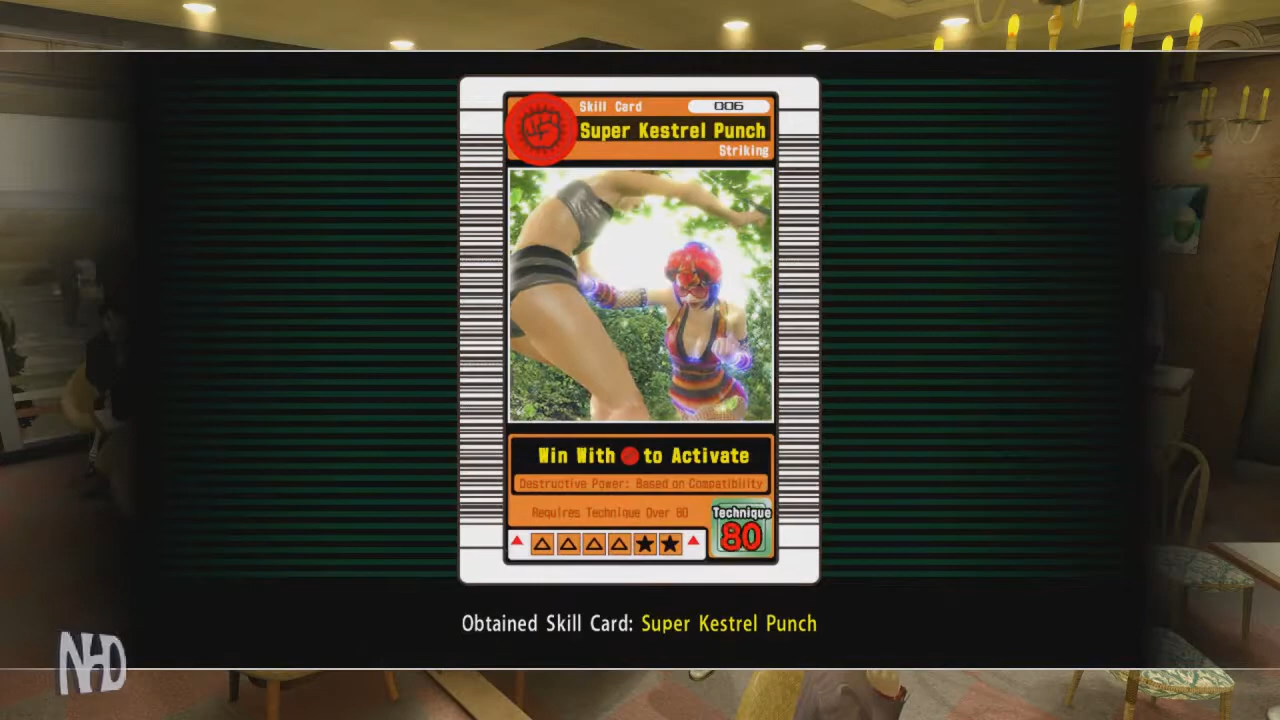 Skill Card 006
Super Kestrel Punch
Striking
Win With to Activate
Destructive Power: Based on Compatibility
Requires Technique Over 80
Technique
80
Obtained Skill Card: Super Kestrel Punch
NHD